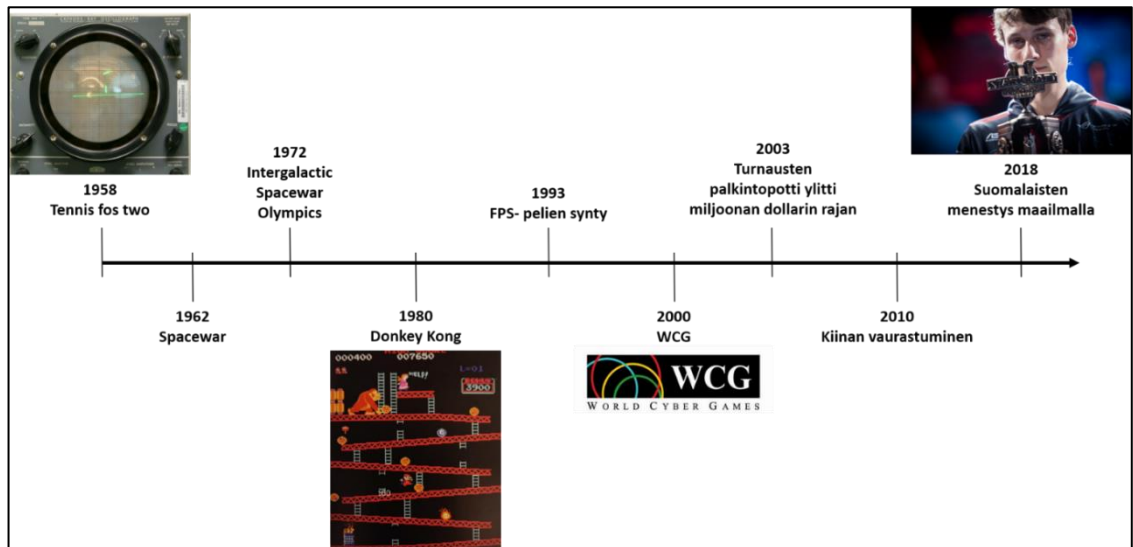 1958
Tennis fos two
1972
Intergalactic
Spacewar
Olympics
1993
FPS- pelien synty
2003
Turnausten
palkintopotti ylitti
miljoonan dollarin rajan
2018
Suomalaisten
menestys maailmalla
1962
Spacewar
1980
Donkey Kong
2000
WCG
2010
Kiinan vaurastuminen
000400 007650
HELP!
L=01
3900
WCG
WORLD CYBER GAMES